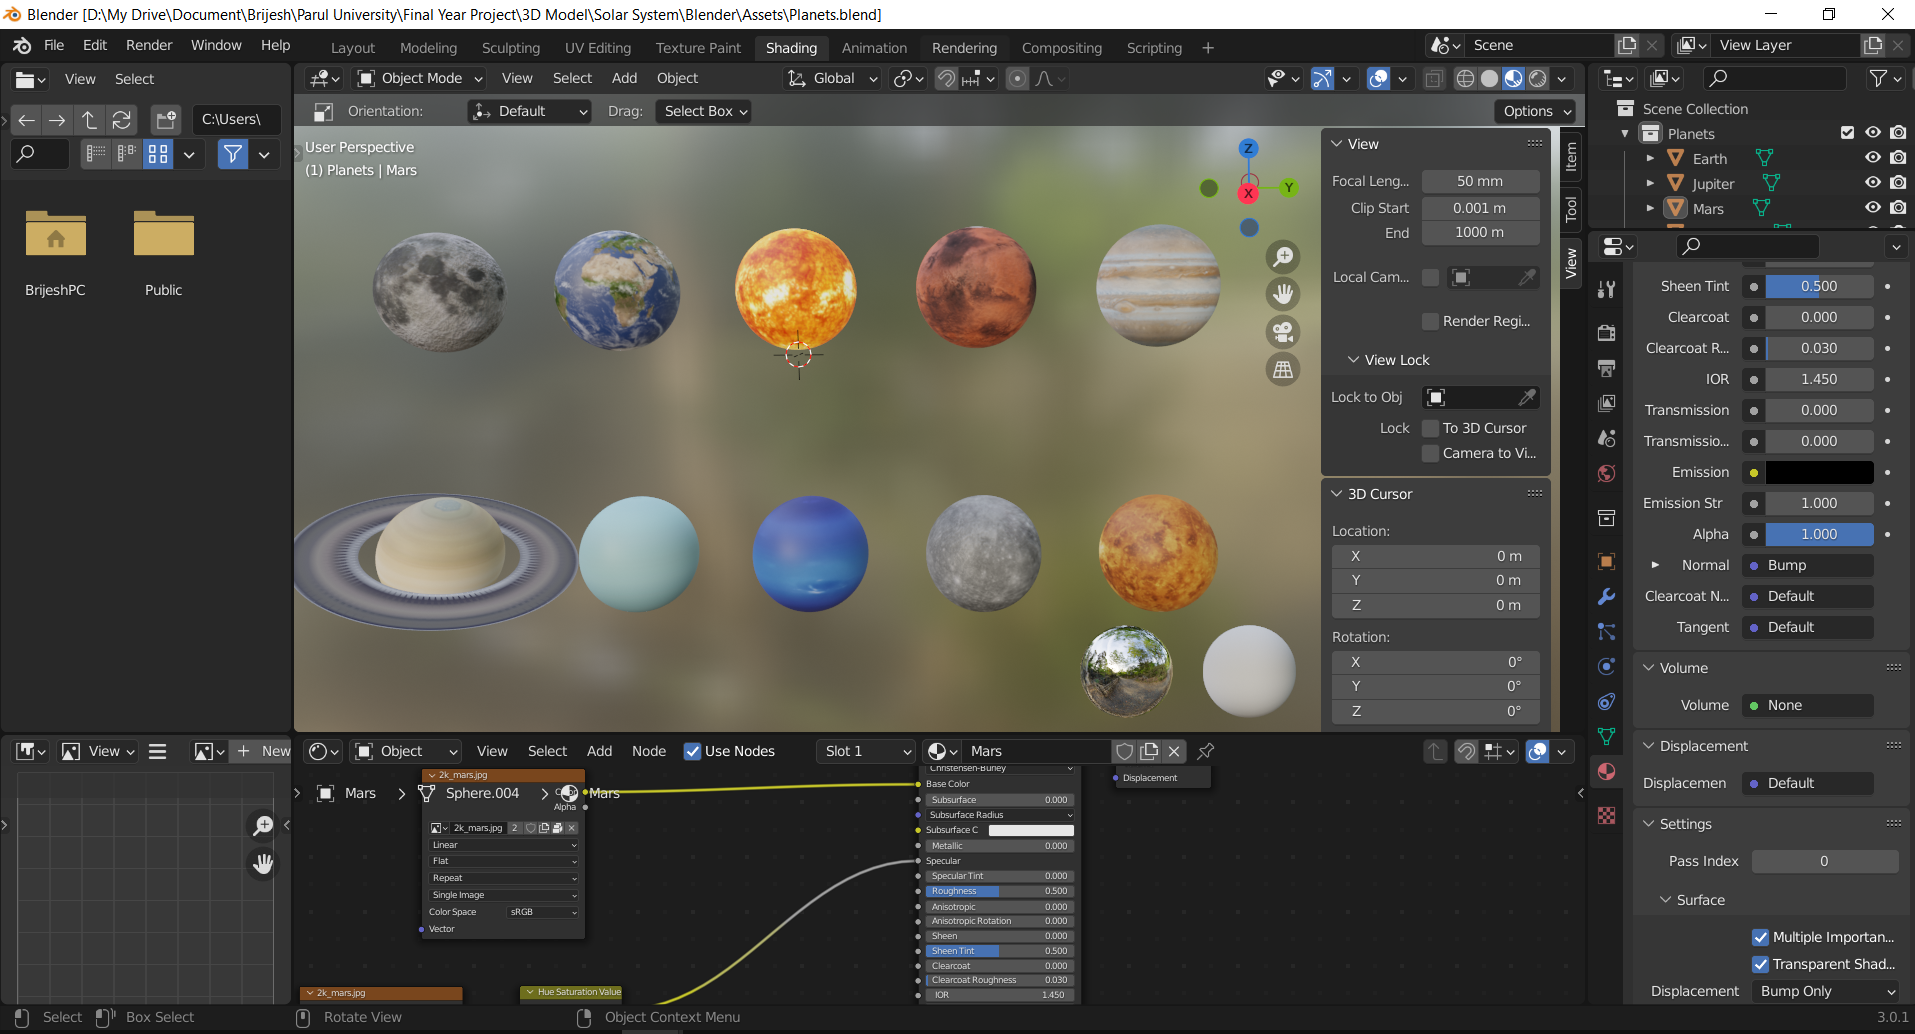 Blender [D:\My Drive\Document\Brijesh\Parul University\Final Year Project\3D Model\Solar System\Blender\Assets\Planets.blend]
File Edit Render Window Help
Layout Modeling Sculpting UV Editing Texture Paint Shading Animation Rendering Compositing Scripting +
Scene
View Layer
View Select
Object Mode View Select Add Object
Global
C:\Users\
Orientation: Default Drag: Select Box
Options
BrijeshPC
Public
User Perspective
(1) Planets | Mars
Z
Y
X
View
Focal Leng... 50 mm
Clip Start 0.001 m
End 1000 m
Local Cam...
Render Regi...
View Lock
Lock to Obj
Lock To 3D Cursor
Camera to Vi...
3D Cursor
Location:
X 0 m
Y 0 m
Z 0 m
Rotation:
X 0°
Y 0°
Z 0°
Item
Tool
View
Scene Collection
Planets
Earth
Jupiter
Mars
Sheen Tint 0.500
Clearcoat 0.000
Clearcoat R... 0.030
IOR 1.450
Transmission 0.000
Transmissio... 0.000
Emission
Emission Str 1.000
Alpha 1.000
Normal Bump
Clearcoat N... Default
Tangent Default
Volume
Volume None
Displacement
Displacemen Default
Settings
Pass Index 0
Surface
Multiple Importan...
Transparent Shad...
Displacement Bump Only
View
+ New
Object View Select Add Node Use Nodes Slot 1 Mars
Mars > Sphere.004 > Mars
2k_mars.jpg
Alpha
2k_mars.jpg 2
Linear
Flat
Repeat
Single Image
Color Space sRGB
Vector
2k_mars.jpg
Hue Saturation Value
Christensen-Burley
Base Color
Subsurface 0.000
Subsurface Radius
Subsurface C
Metallic 0.000
Specular
Specular Tint 0.000
Roughness 0.500
Anisotropic 0.000
Anisotropic Rotation 0.000
Sheen 0.000
Sheen Tint 0.500
Clearcoat 0.000
Clearcoat Roughness 0.030
IOR 1.450
Displacement
Select Box Select Rotate View Object Context Menu
3.0.1